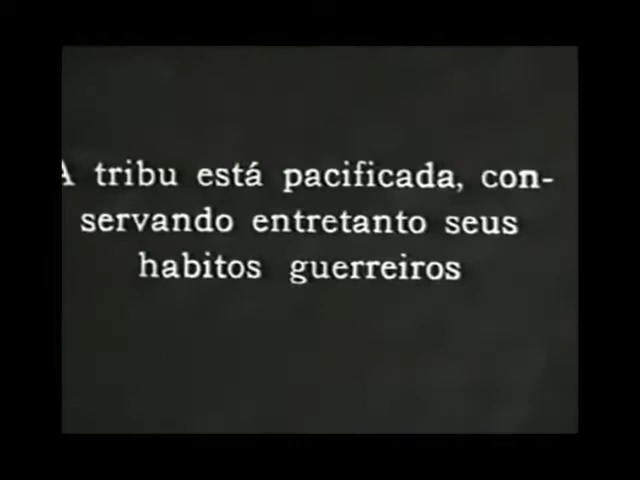 A tribu está pacificada, con-
servando entretanto seus
habitos guerreiros